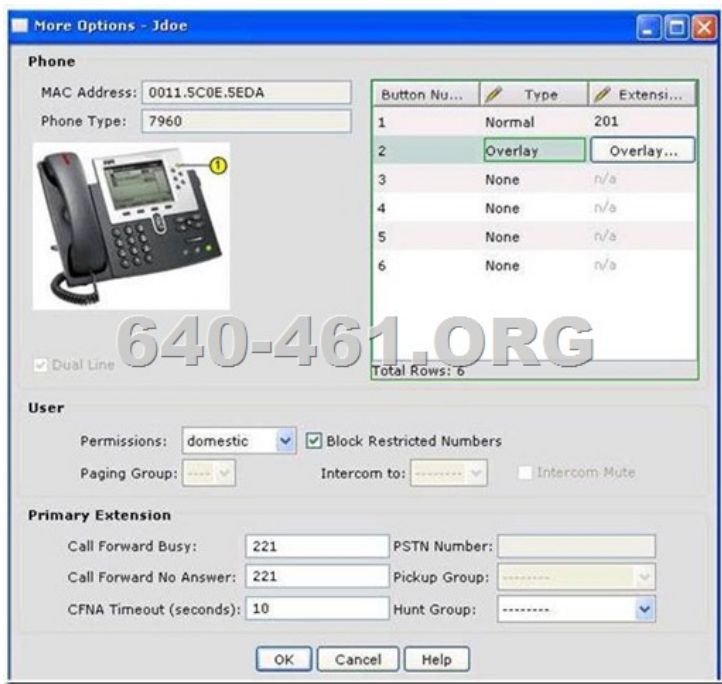 More Options - Jdoe
Phone
MAC Address: 0011.5C0E.5EDA
Phone Type: 7960
1
Dual Line
Button Nu... Type Extensi...
1 Normal 201
2 Overlay Overlay...
3 None n/a
4 None n/a
5 None n/a
6 None n/a
Total Rows: 6
640-461.ORG
User
Permissions: domestic Block Restricted Numbers
Paging Group: ---- Intercom to: -------- Intercom Mute
Primary Extension
Call Forward Busy: 221 PSTN Number:
Call Forward No Answer: 221 Pickup Group: --------
CFNA Timeout (seconds): 10 Hunt Group: --------
OK Cancel Help